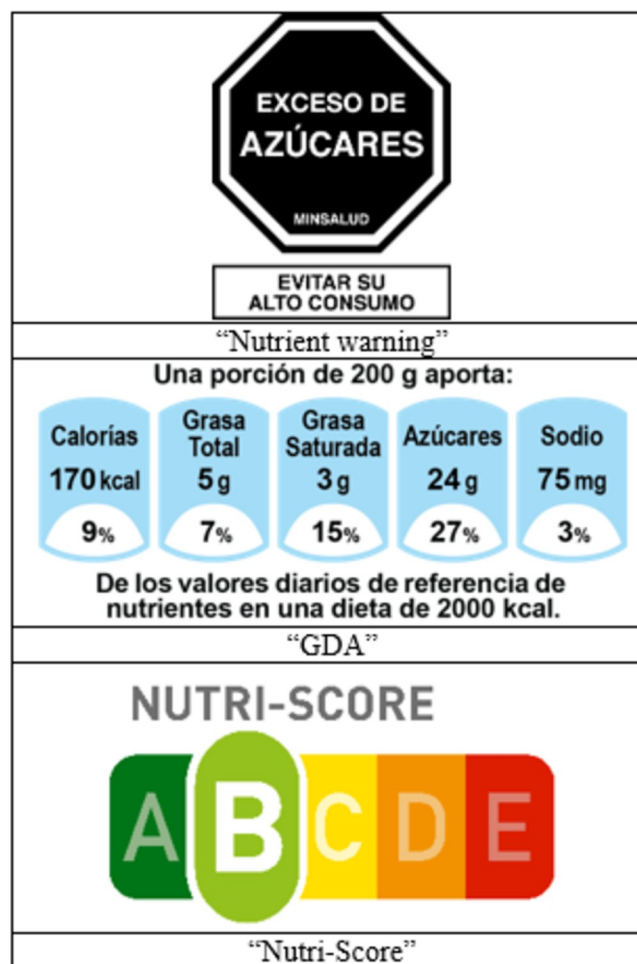 EXCESO DE
AZÚCARES
MINSALUD
EVITAR SU
ALTO CONSUMO
“Nutrient warning”
Una porción de 200 g aporta:
Calorías
170 kcal
9%
Grasa
Total
5 g
7%
Grasa
Saturada
3 g
15%
Azúcares
24 g
27%
Sodio
75 mg
3%
De los valores diarios de referencia de
nutrientes en una dieta de 2000 kcal.
“GDA”
NUTRI-SCORE
A B C D E
“Nutri-Score”